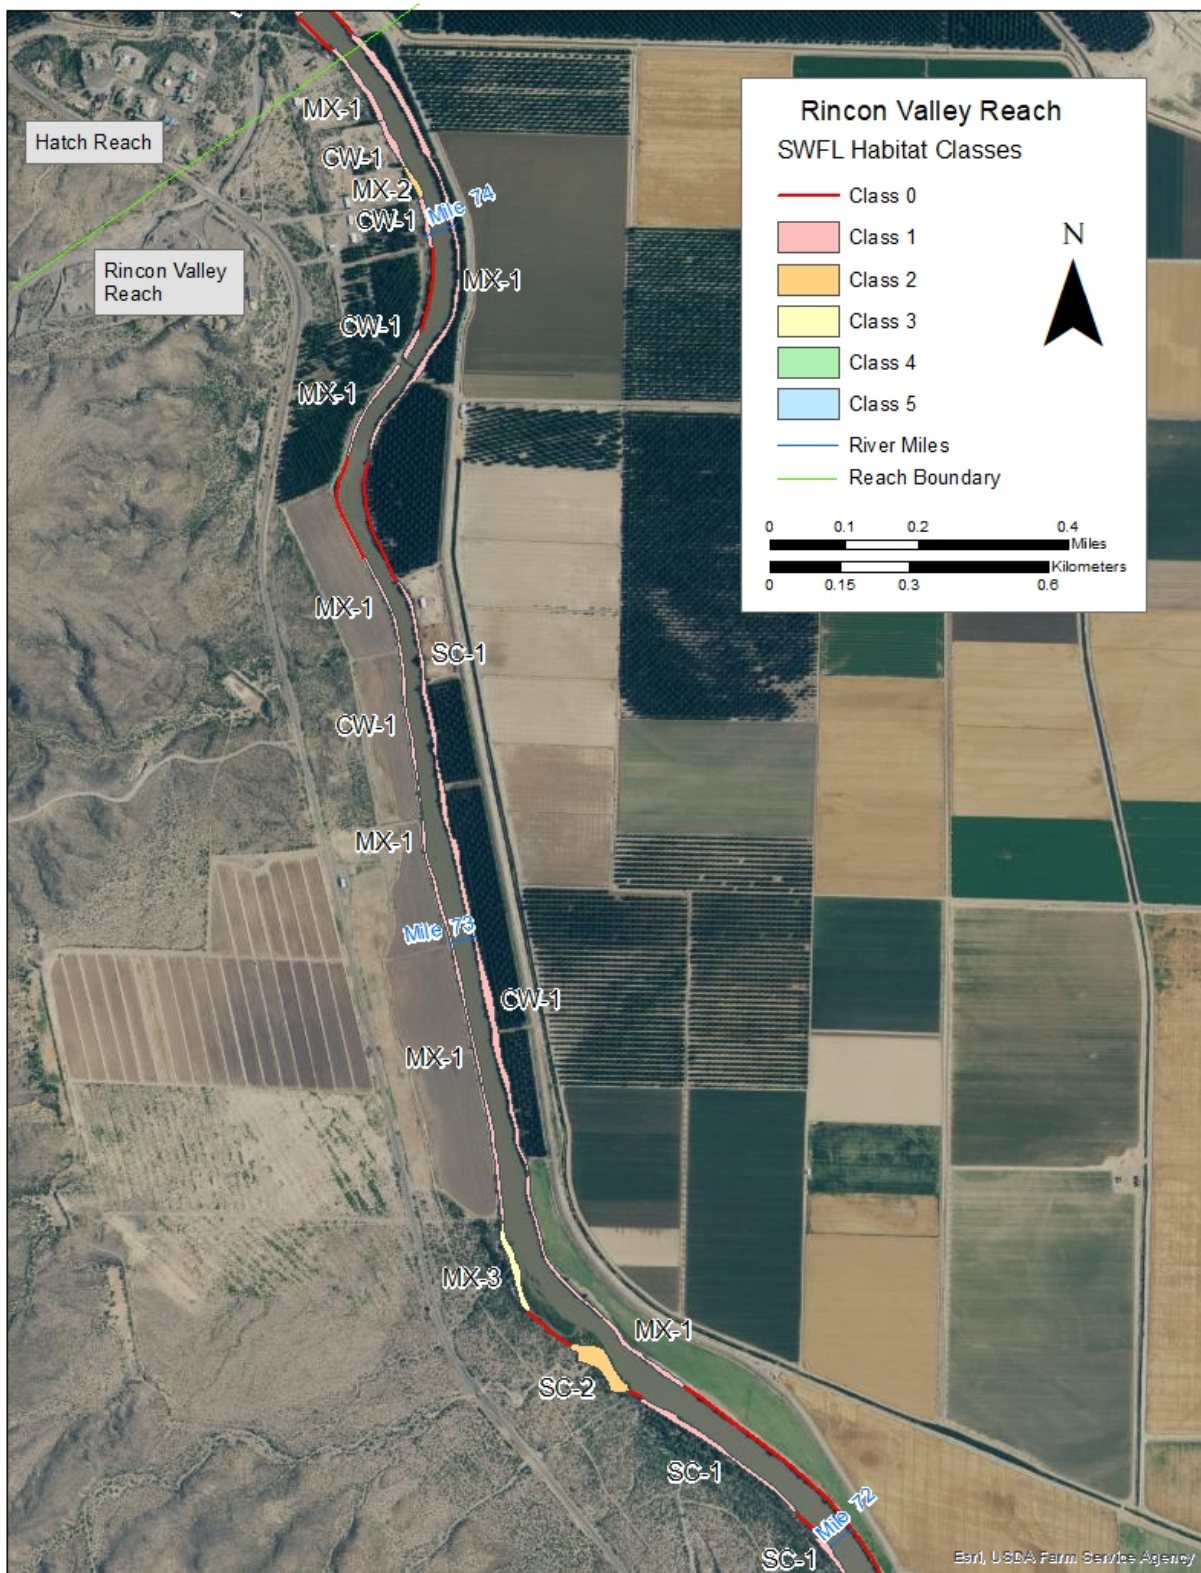 Rincon Valley Reach
SWFL Habitat Classes
Class 0
Class 1
Class 2
Class 3
Class 4
Class 5
River Miles
Reach Boundary
N
0 0.1 0.2 0.4
Miles
Kilometers
0 0.15 0.3 0.6
Hatch Reach
Rincon Valley
Reach
MX-1
CW-1
MX-2
CW-1
Mile 74
MX-1
CW-1
MX-1
MX-1
SC-1
CW-1
MX-1
Mile 73
CW-1
MX-1
MX-3
MX-1
SC-2
SC-1
Mile 72
SC-1
Esri, USDA Farm Service Agency